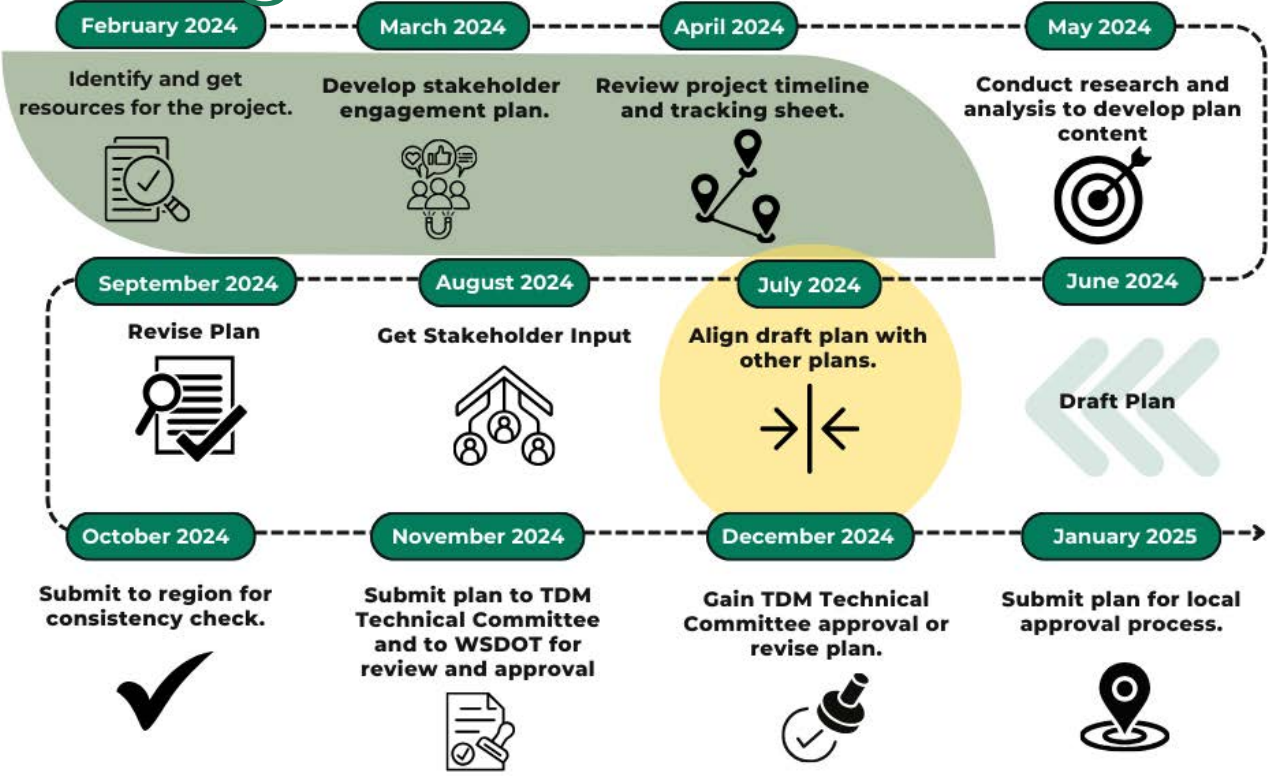 February 2024
March 2024
April 2024
May 2024
Identify and get
resources for the project.
Develop stakeholder
engagement plan.
Review project timeline
and tracking sheet.
Conduct research and
analysis to develop plan
content
September 2024
August 2024
July 2024
June 2024
Revise Plan
Get Stakeholder Input
Align draft plan with
other plans.
Draft Plan
October 2024
November 2024
December 2024
January 2025
Submit to region for
consistency check.
Submit plan to TDM
Technical Committee
and to WSDOT for
review and approval
Gain TDM Technical
Committee approval or
revise plan.
Submit plan for local
approval process.